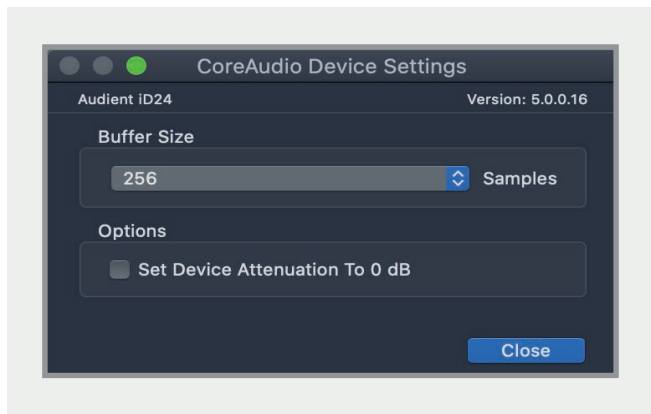 CoreAudio Device Settings
Audient iD24 Version: 5.0.0.16
Buffer Size
256 Samples
Options
Set Device Attenuation To 0 dB
Close